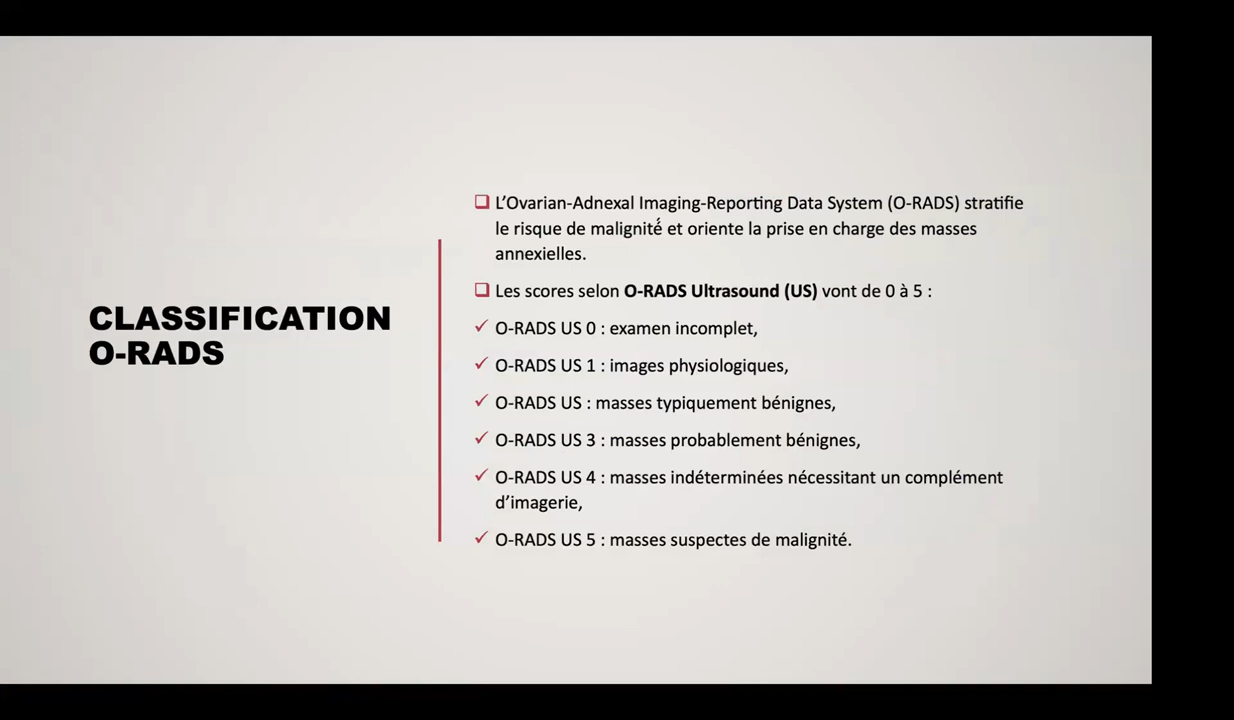 CLASSIFICATION
O-RADS
❑ L’Ovarian-Adnexal Imaging-Reporting Data System (O-RADS) stratifie
le risque de malignité et oriente la prise en charge des masses
annexielles.
❑ Les scores selon O-RADS Ultrasound (US) vont de 0 à 5 :
✓ O-RADS US 0 : examen incomplet,
✓ O-RADS US 1 : images physiologiques,
✓ O-RADS US : masses typiquement bénignes,
✓ O-RADS US 3 : masses probablement bénignes,
✓ O-RADS US 4 : masses indéterminées nécessitant un complément
d’imagerie,
✓ O-RADS US 5 : masses suspectes de malignité.